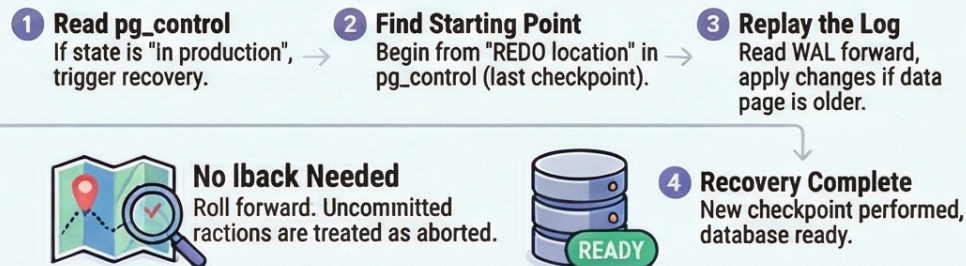 1 Read pg_control
If state is "in production",
trigger recovery.
2 Find Starting Point
Begin from "REDO location" in
pg_control (last checkpoint).
3 Replay the Log
Read WAL forward,
apply changes if data
page is older.
No lback Needed
Roll forward. Uncommitted
ractions are treated as aborted.
READY
4 Recovery Complete
New checkpoint performed,
database ready.